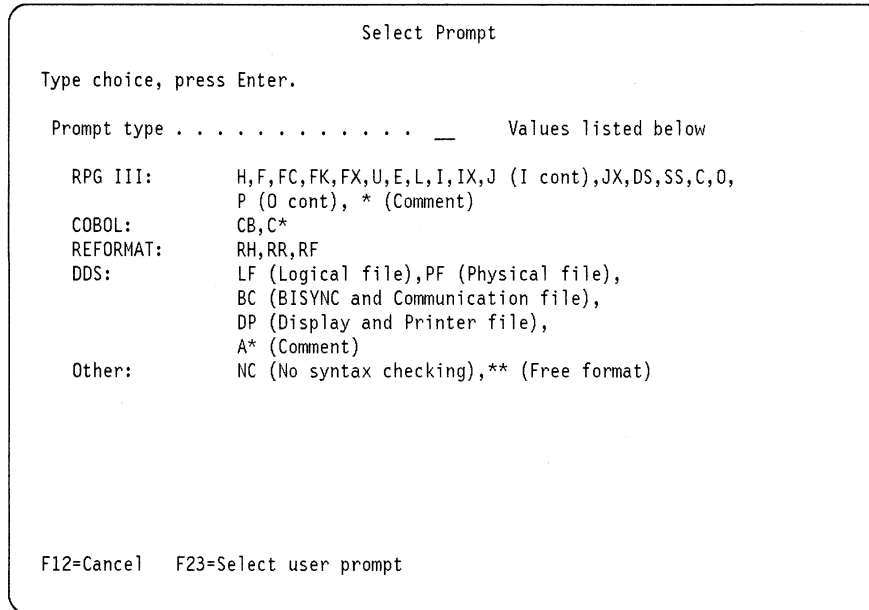 Select Prompt
Type choice, press Enter.
Prompt type . . . . . . . . . . . . . __ Values listed below
RPG III: H,F,FC,FK,FX,U,E,L,I,IX,J (I cont),JX,DS,SS,C,O,
P (O cont), * (Comment)
COBOL: CB,C*
REFORMAT: RH,RR,RF
DDS: LF (Logical file),PF (Physical file),
BC (BISYNC and Communication file),
DP (Display and Printer file),
A* (Comment)
Other: NC (No syntax checking),** (Free format)
F12=Cancel F23=Select user prompt